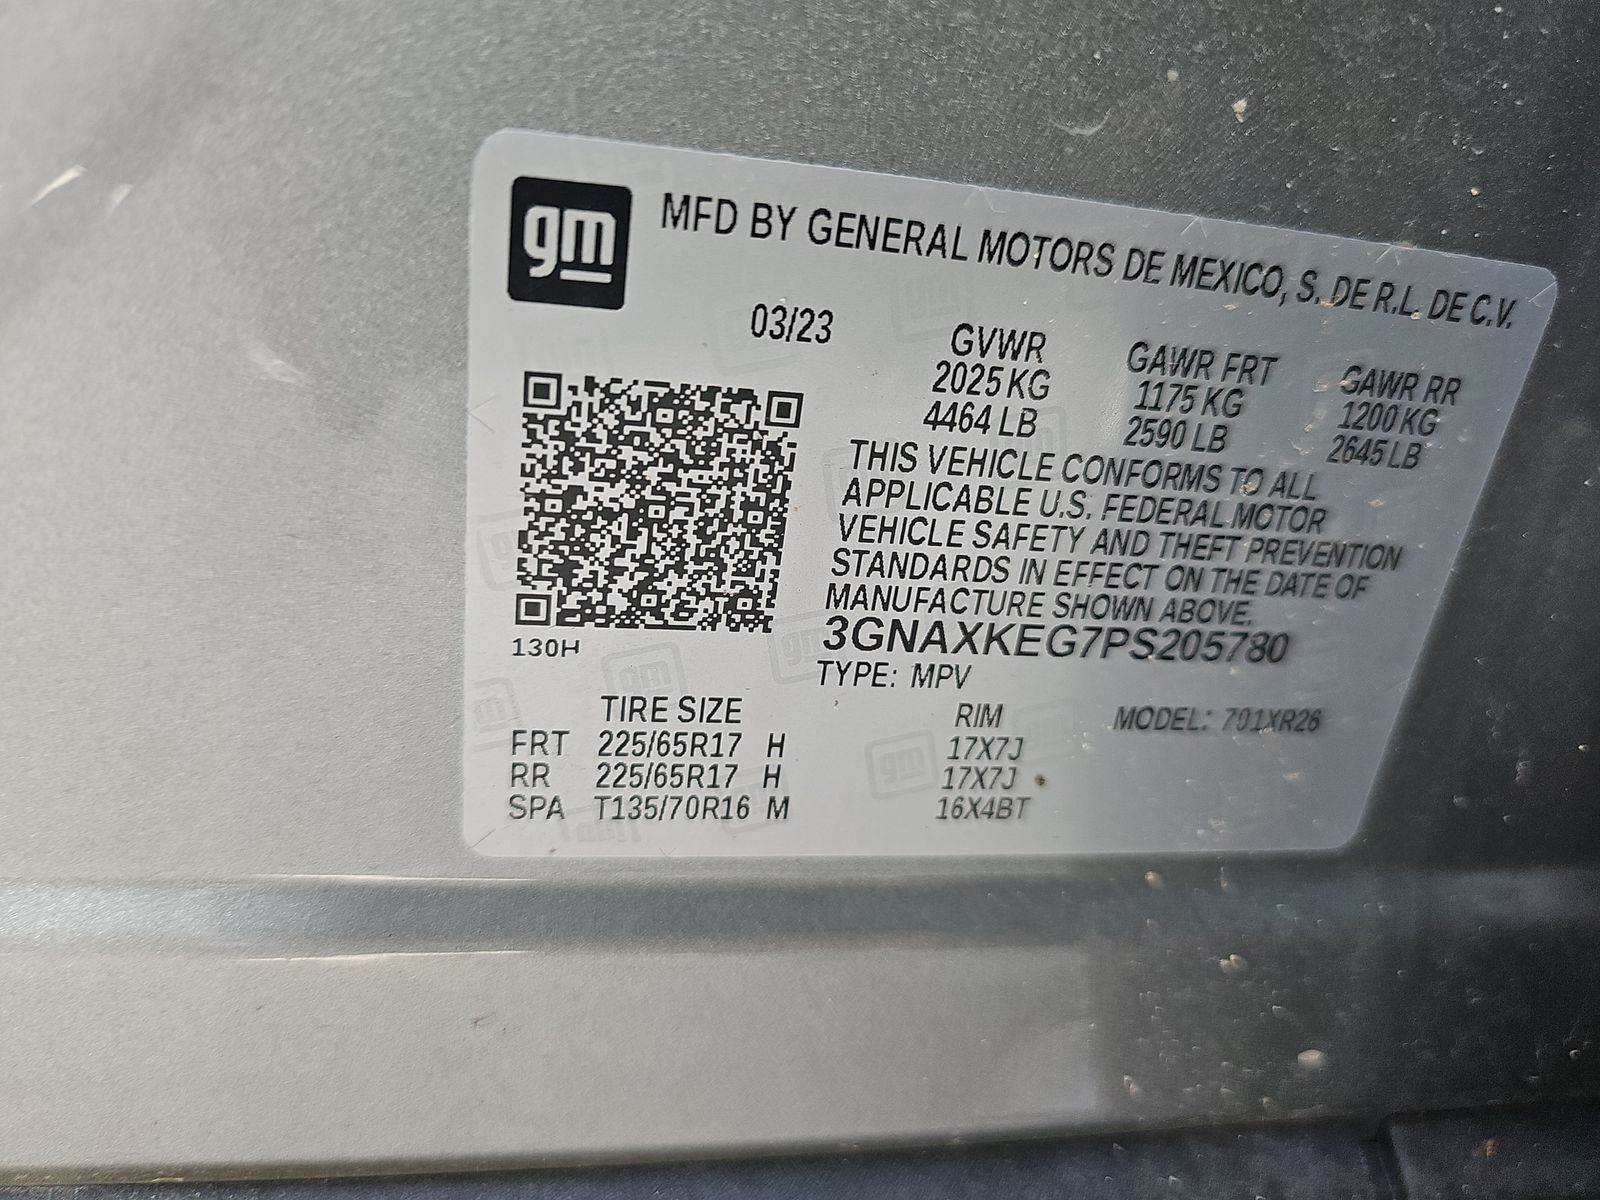 gm
MFD BY GENERAL MOTORS DE MEXICO, S. DE R.L. DE C.V.
03/23
GVWR GAWR FRT GAWR RR
2025 KG 1175 KG 1200 KG
4464 LB 2590 LB 2645 LB
THIS VEHICLE CONFORMS TO ALL
APPLICABLE U.S. FEDERAL MOTOR
VEHICLE SAFETY AND THEFT PREVENTION
STANDARDS IN EFFECT ON THE DATE OF
MANUFACTURE SHOWN ABOVE.
3GNAXKEG7PS205780
130H
TYPE: MPV
TIRE SIZE RIM MODEL: 701XR26
FRT 225/65R17 H 17X7J
RR 225/65R17 H 17X7J
SPA T135/70R16 M 16X4BT